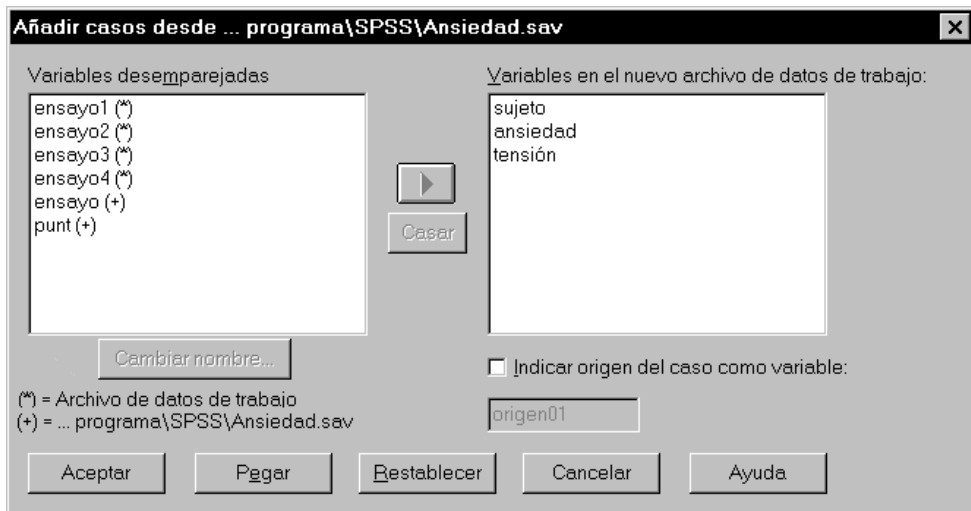 Añadir casos desde ... programa\SPSS\Ansiedad.sav
Variables desemparejadas
ensayo1 (*)
ensayo2 (*)
ensayo3 (*)
ensayo4 (*)
ensayo (+)
punt (+)
Casar
Variables en el nuevo archivo de datos de trabajo:
sujeto
ansiedad
tensión
Cambiar nombre...
(*) = Archivo de datos de trabajo
(+) = ... programa\SPSS\Ansiedad.sav
Indicar origen del caso como variable:
origen01
Aceptar Pegar Restablecer Cancelar Ayuda